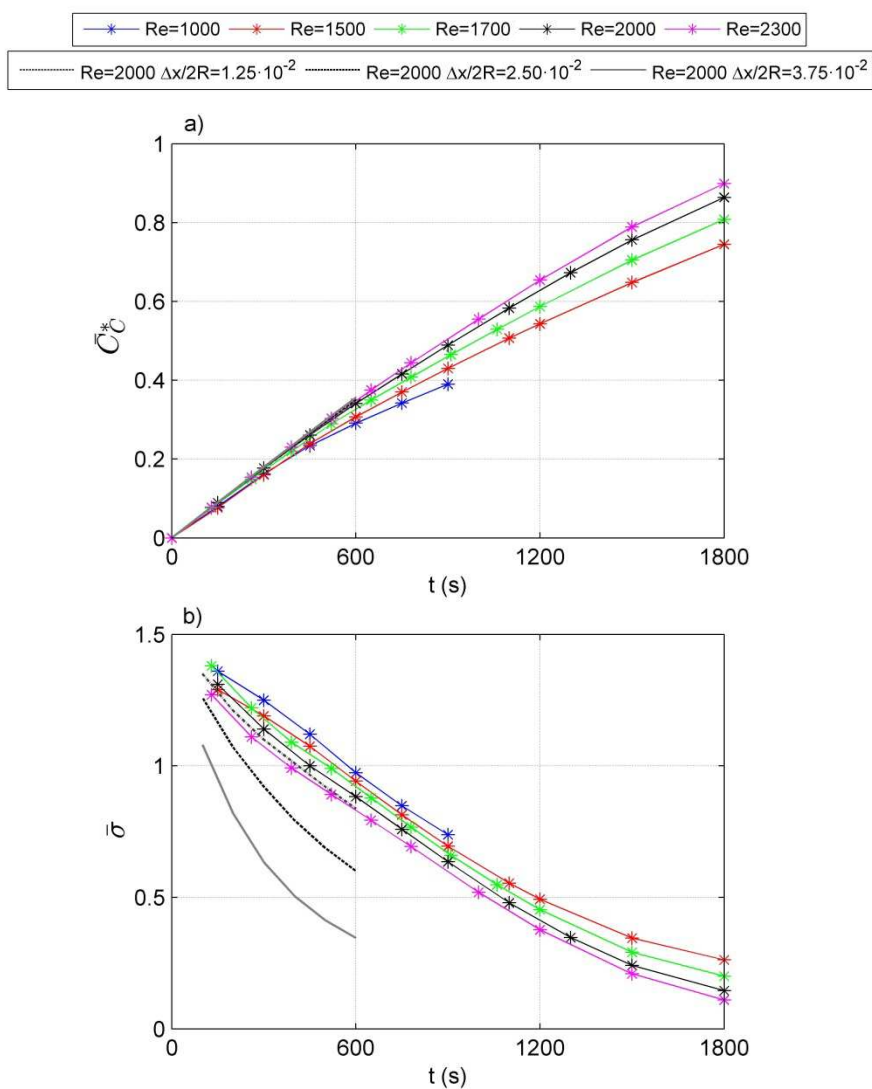 Re=1000 Re=1500 Re=1700 Re=2000 Re=2300
Re=2000 Δx/2R=1.25·10⁻² Re=2000 Δx/2R=2.50·10⁻² Re=2000 Δx/2R=3.75·10⁻²
a)
1
0.8
0.6
0.4
0.2
0
C̄*C
0 600 1200 1800
t (s)
b)
1.5
1
0.5
0
σ̄
0 600 1200 1800
t (s)